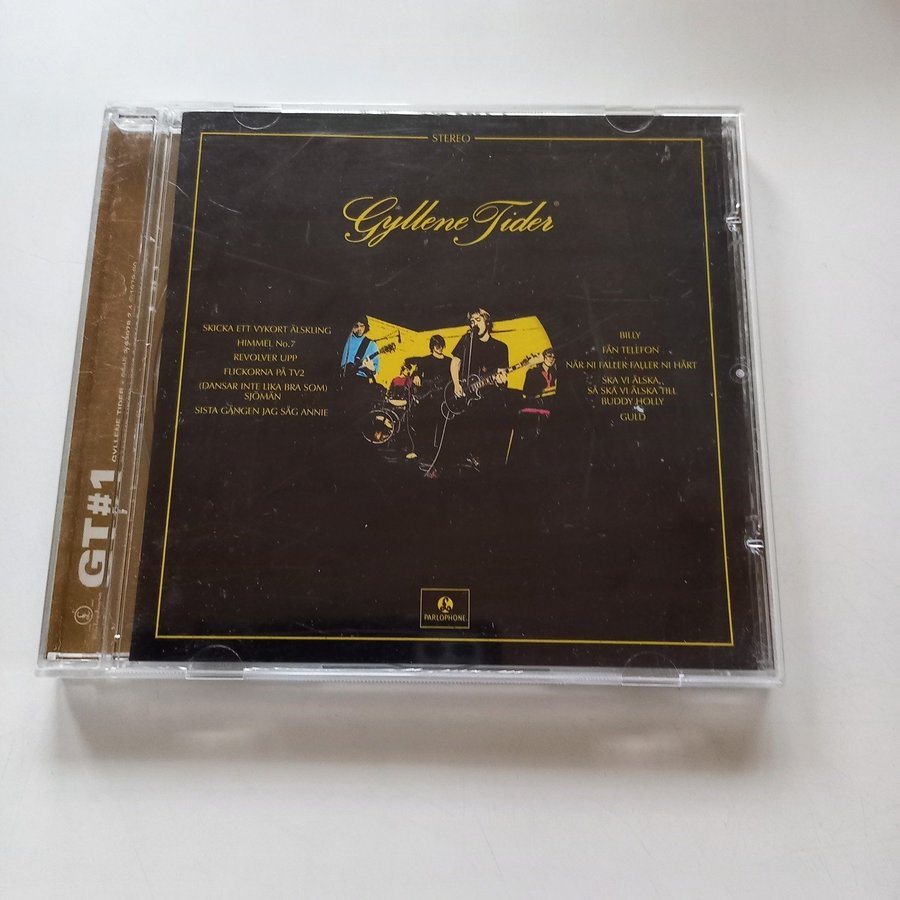 STEREO
Gyllene Tider
SKICKA ETT VYKORT ÄLSKLING
HIMMEL No.7
REVOLVER UPP
FLICKORNA PÅ TV2
(DANSAR INTE LIKA BRA SOM)
SJÖMÄN
SISTA GÅNGEN JAG SÅG ANNIE
BILLY
FÅN TELEFON
NÄR NI FALLER FALLER NI HÅRT
SKA VI ÄLSKA,
SÅ SKA VI ÄLSKA TILL
BUDDY HOLLY
GULD
PARLOPHONE
GT#1
GYLLENE TIDER